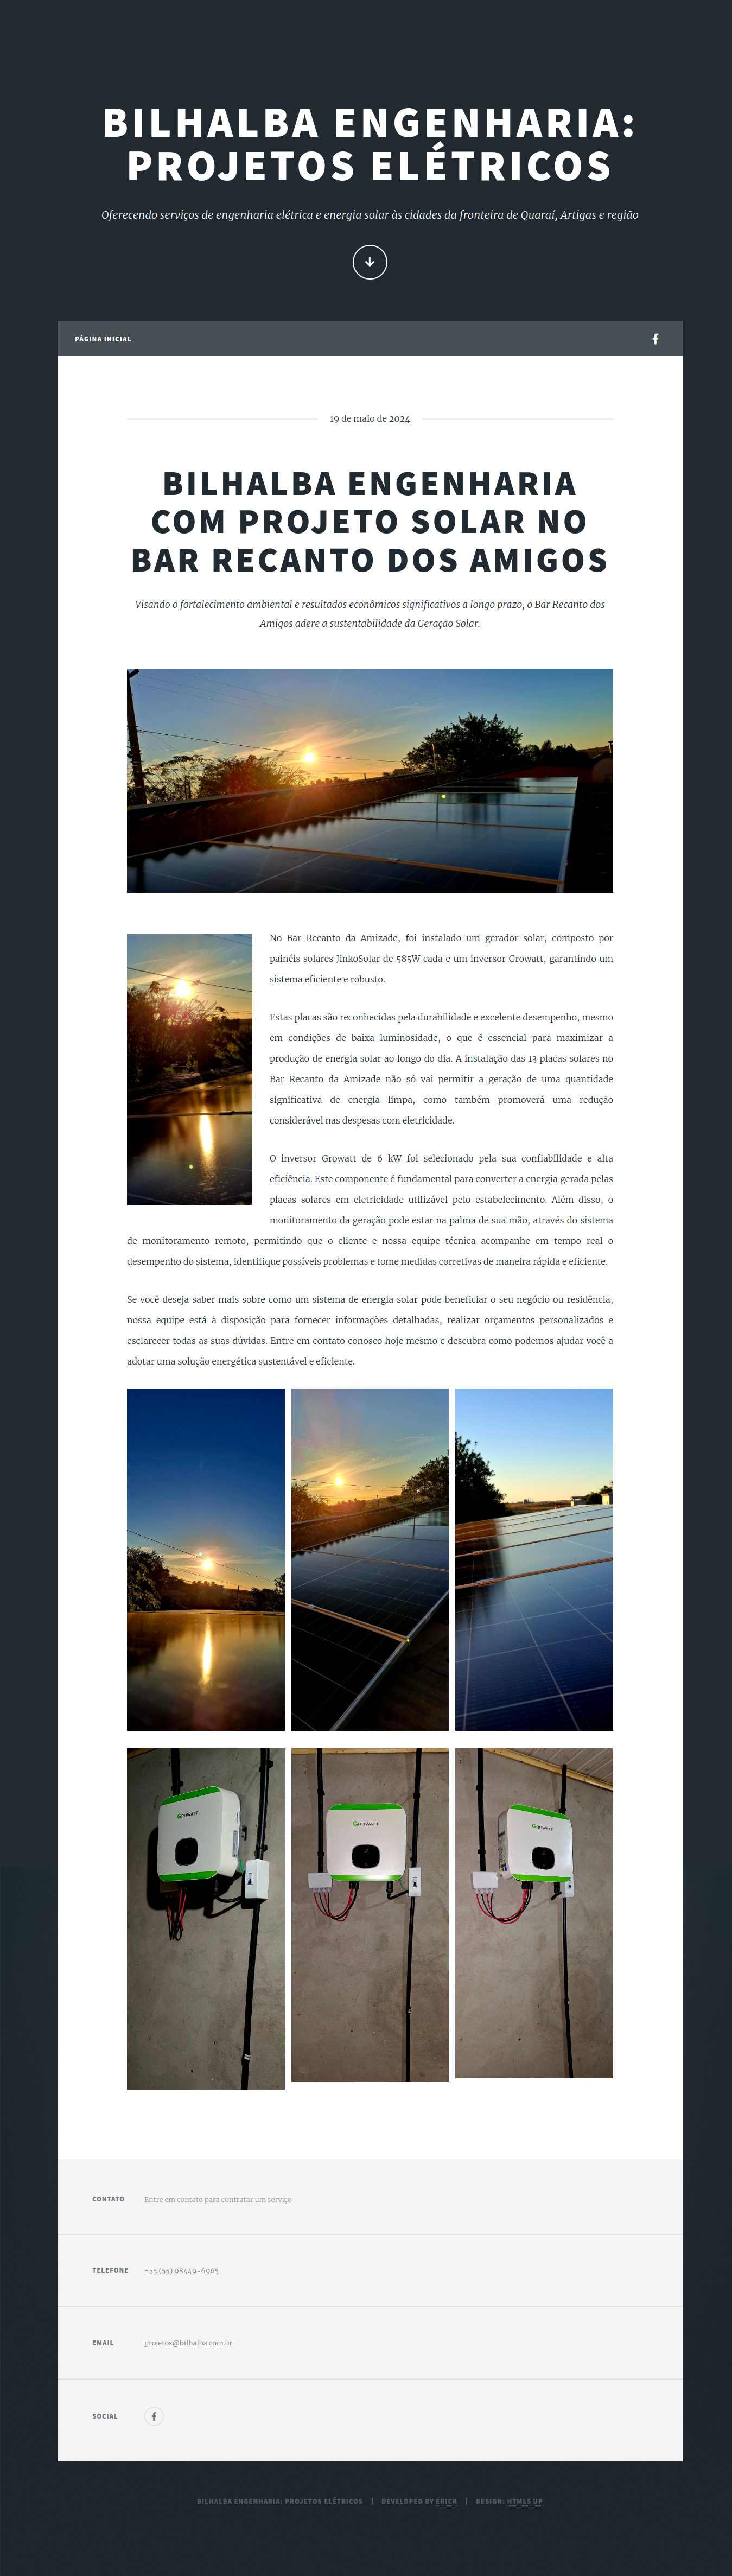 BILHALBA ENGENHARIA:
PROJETOS ELÉTRICOS
Oferecendo serviços de engenharia elétrica e energia solar às cidades da fronteira de Quaraí, Artigas e região
PÁGINA INICIAL
19 de maio de 2024
BILHALBA ENGENHARIA
COM PROJETO SOLAR NO
BAR RECANTO DOS AMIGOS
Visando o fortalecimento ambiental e resultados econômicos significativos a longo prazo, o Bar Recanto dos
Amigos adere a sustentabilidade da Geração Solar.
No Bar Recanto da Amizade, foi instalado um gerador solar, composto por
painéis solares JinkoSolar de 585W cada e um inversor Growatt, garantindo um
sistema eficiente e robusto.
Estas placas são reconhecidas pela durabilidade e excelente desempenho, mesmo
em condições de baixa luminosidade, o que é essencial para maximizar a
produção de energia solar ao longo do dia. A instalação das 13 placas solares no
Bar Recanto da Amizade não só vai permitir a geração de uma quantidade
significativa de energia limpa, como também promoverá uma redução
considerável nas despesas com eletricidade.
O inversor Growatt de 6 kW foi selecionado pela sua confiabilidade e alta
eficiência. Este componente é fundamental para converter a energia gerada pelas
placas solares em eletricidade utilizável pelo estabelecimento. Além disso, o
monitoramento da geração pode estar na palma de sua mão, através do sistema
de monitoramento remoto, permitindo que o cliente e nossa equipe técnica acompanhe em tempo real o
desempenho do sistema, identifique possíveis problemas e tome medidas corretivas de maneira rápida e eficiente.
Se você deseja saber mais sobre como um sistema de energia solar pode beneficiar o seu negócio ou residência,
nossa equipe está à disposição para fornecer informações detalhadas, realizar orçamentos personalizados e
esclarecer todas as suas dúvidas. Entre em contato conosco hoje mesmo e descubra como podemos ajudar você a
adotar uma solução energética sustentável e eficiente.
GROWATT
GROWATT
GROWATT
CONTATO Entre em contato para contratar um serviço
TELEFONE +55 (55) 98449-6965
EMAIL projetos@bilhalba.com.br
SOCIAL
BILHALBA ENGENHARIA: PROJETOS ELÉTRICOS | DEVELOPED BY ERICK | DESIGN: HTML5 UP